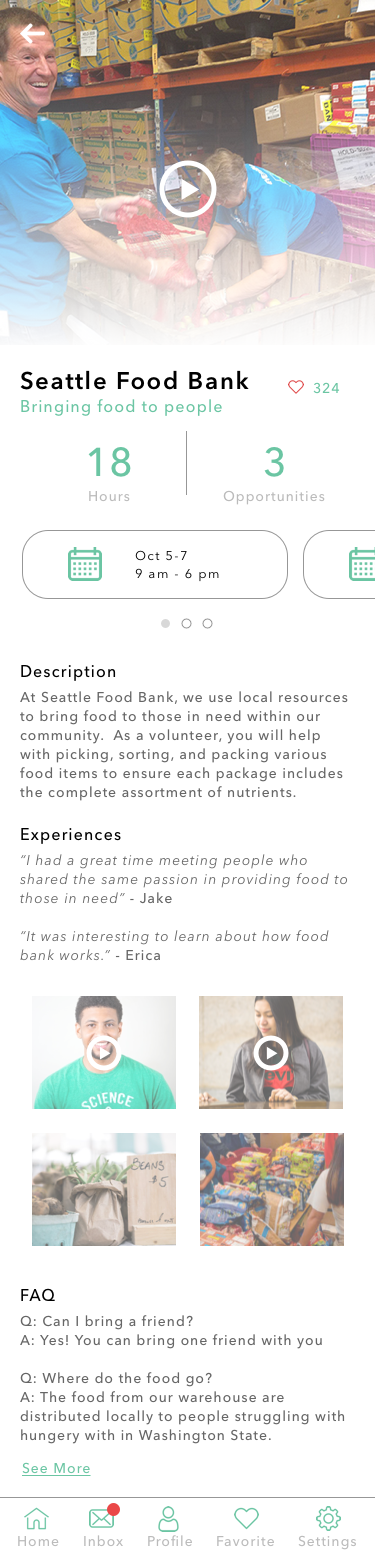 Seattle Food Bank
324
Bringing food to people
18
3
Hours
Opportunities
Oct 5-7
9 am - 6 pm
Description
At Seattle Food Bank, we use local resources
to bring food to those in need within our
community.  As a volunteer, you will help
with picking, sorting, and packing various
food items to ensure each package includes
the complete assortment of nutrients.
Experiences
“I had a great time meeting people who
shared the same passion in providing food to
those in need” - Jake
“It was interesting to learn about how food
bank works.” - Erica
SCIENCE
BEANS
$5
FAQ
Q: Can I bring a friend?
A: Yes! You can bring one friend with you
Q: Where do the food go?
A: The food from our warehouse are
distributed locally to people struggling with
hungery with in Washington State.
See More
Home
Inbox
Profile
Favorite
Settings